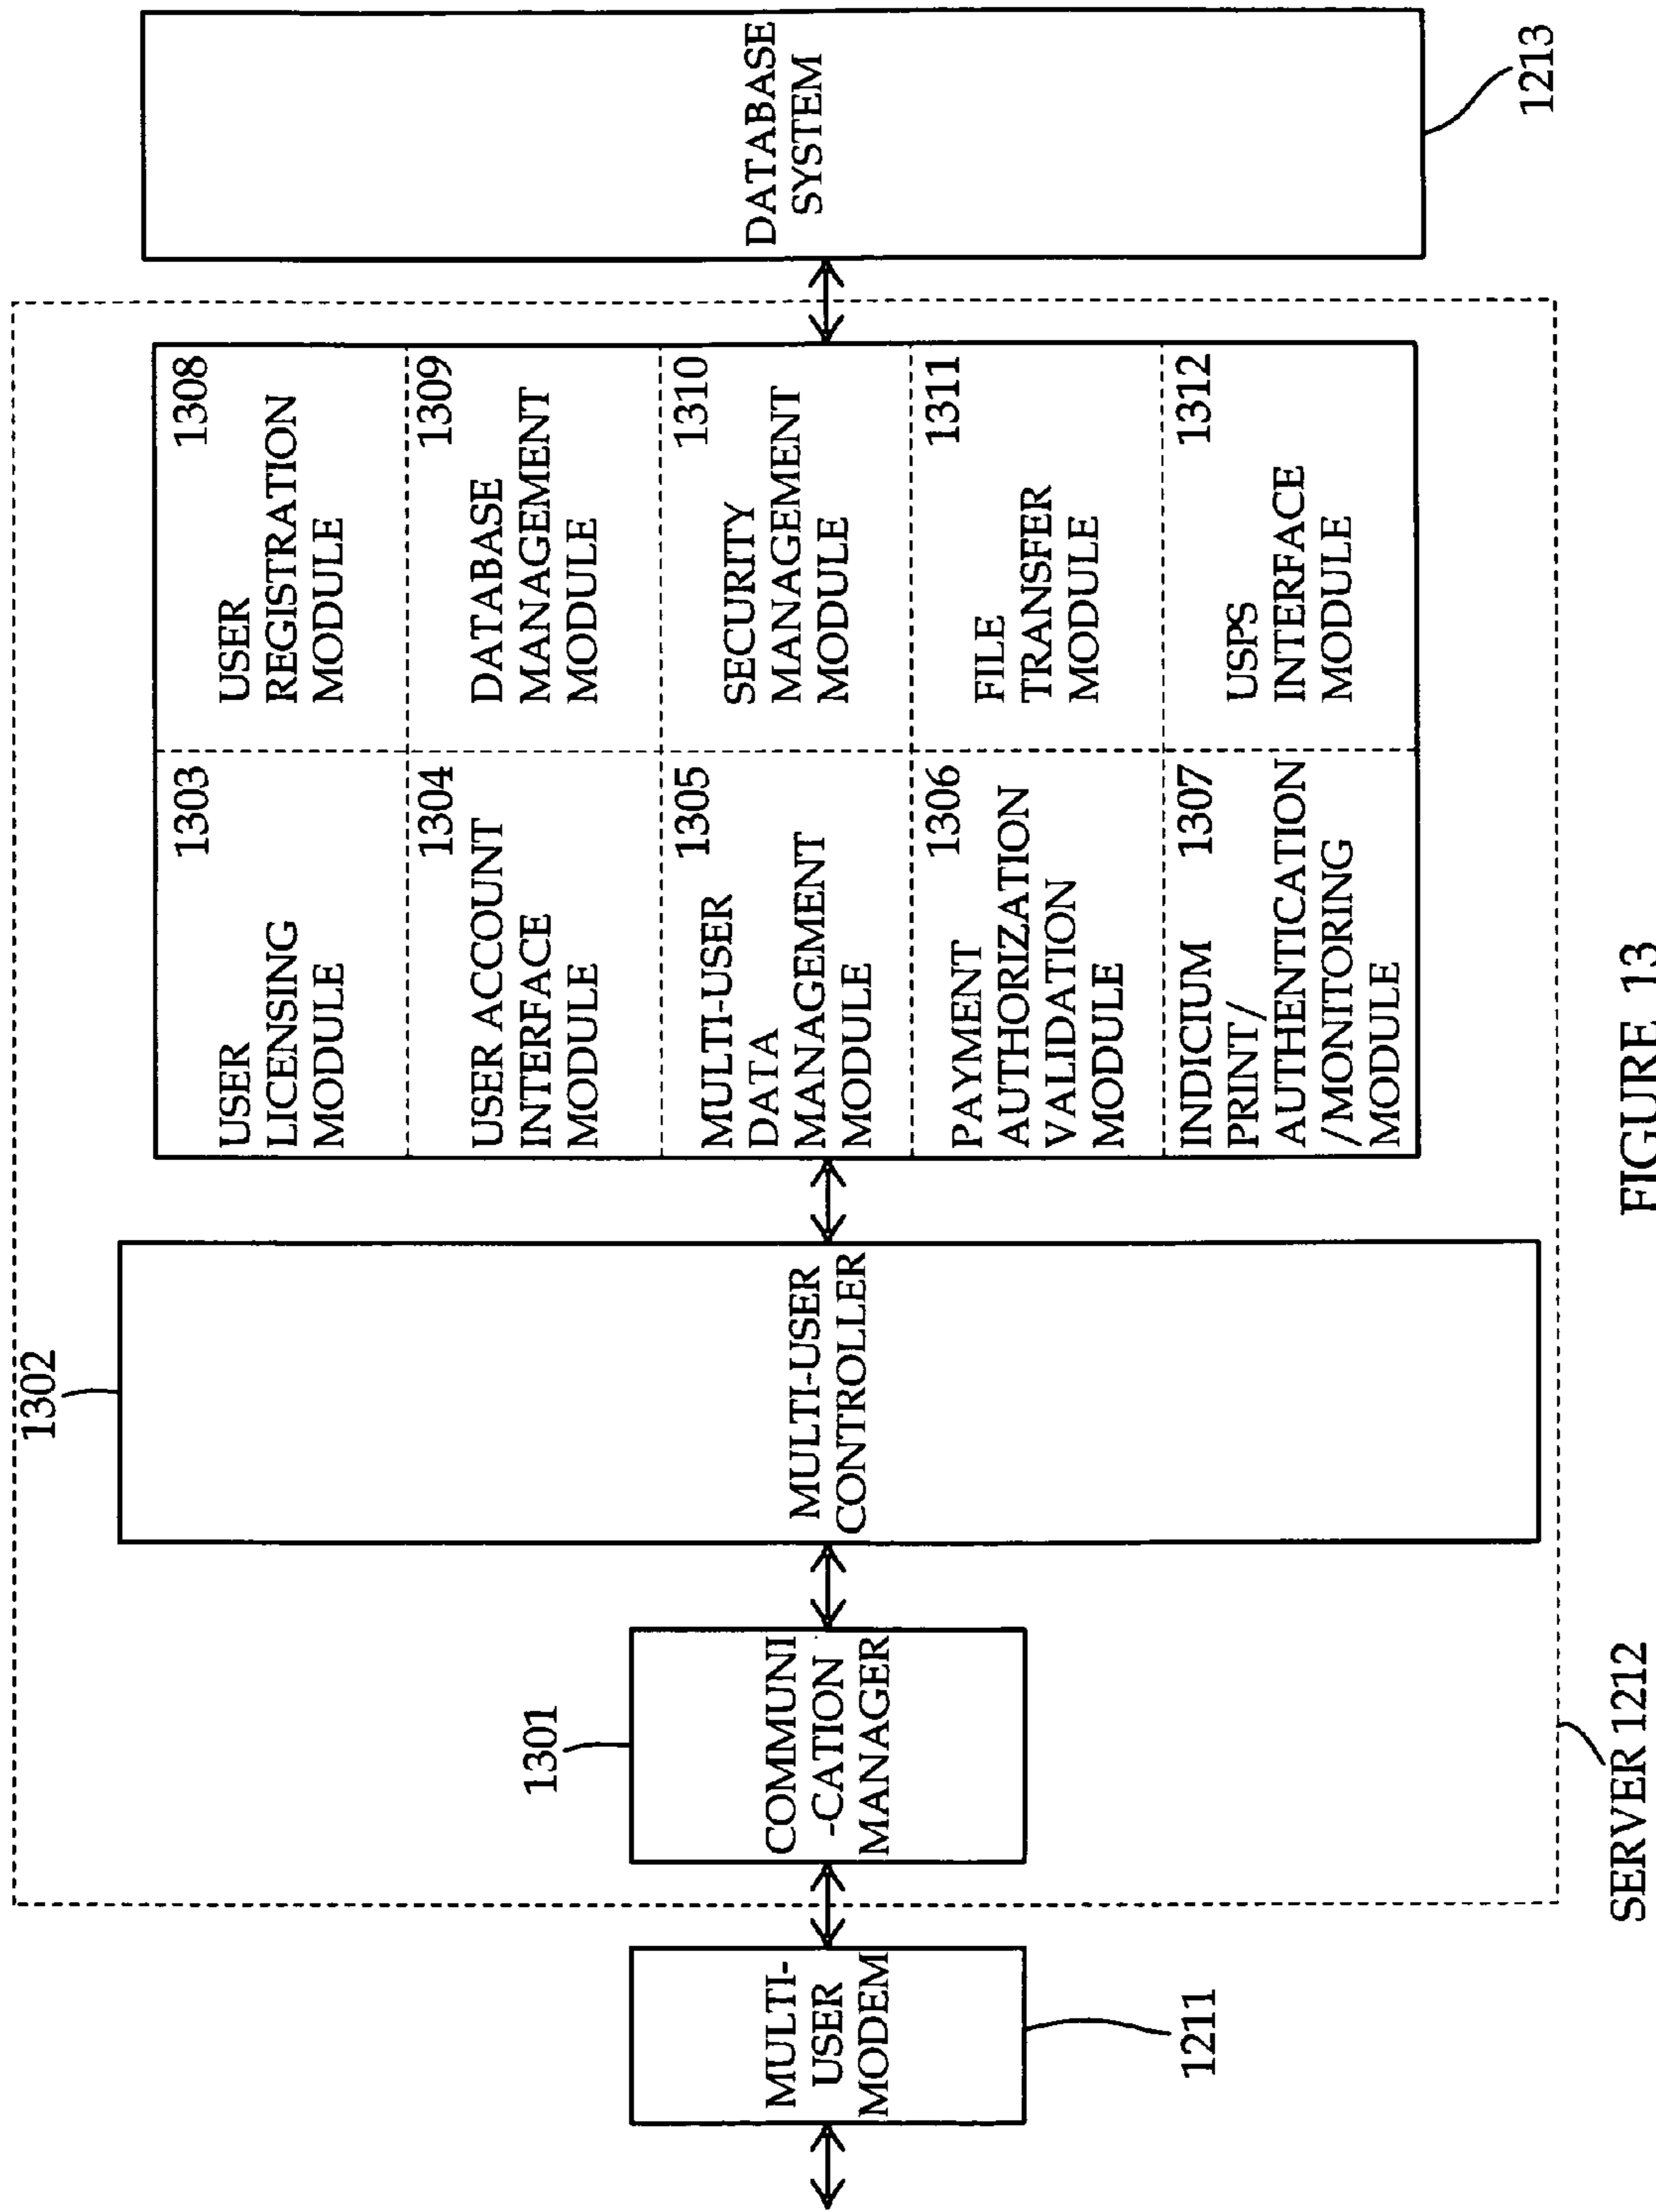 1302
1301
MULTI-
USER
MODEM
1211
COMMUNI
-CATION
MANAGER
MULTI-USER
CONTROLLER
1303
USER
LICENSING
MODULE
1304
USER ACCOUNT
INTERFACE
MODULE
1305
MULTI-USER
DATA
MANAGEMENT
MODULE
1306
PAYMENT
AUTHORIZATION
VALIDATION
MODULE
INDICIUM 1307
PRINT/
AUTHENTICATION
/MONITORING
MODULE
1308
USER
REGISTRATION
MODULE
1309
DATABASE
MANAGEMENT
MODULE
1310
SECURITY
MANAGEMENT
MODULE
1311
FILE
TRANSFER
MODULE
1312
USPS
INTERFACE
MODULE
DATABASE
SYSTEM
1213
SERVER 1212
FIGURE 13